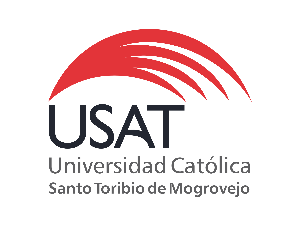 USAT
Universidad Católica
Santo Toribio de Mogrovejo